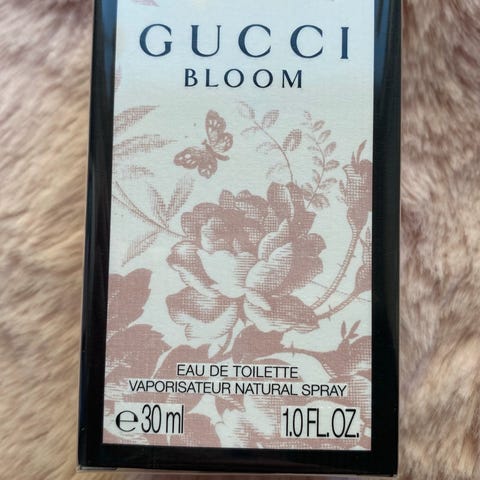 GUCCI
BLOOM
EAU DE TOILETTE
VAPORISATEUR NATURAL SPRAY
℮30 ml 1.0 FL.OZ.